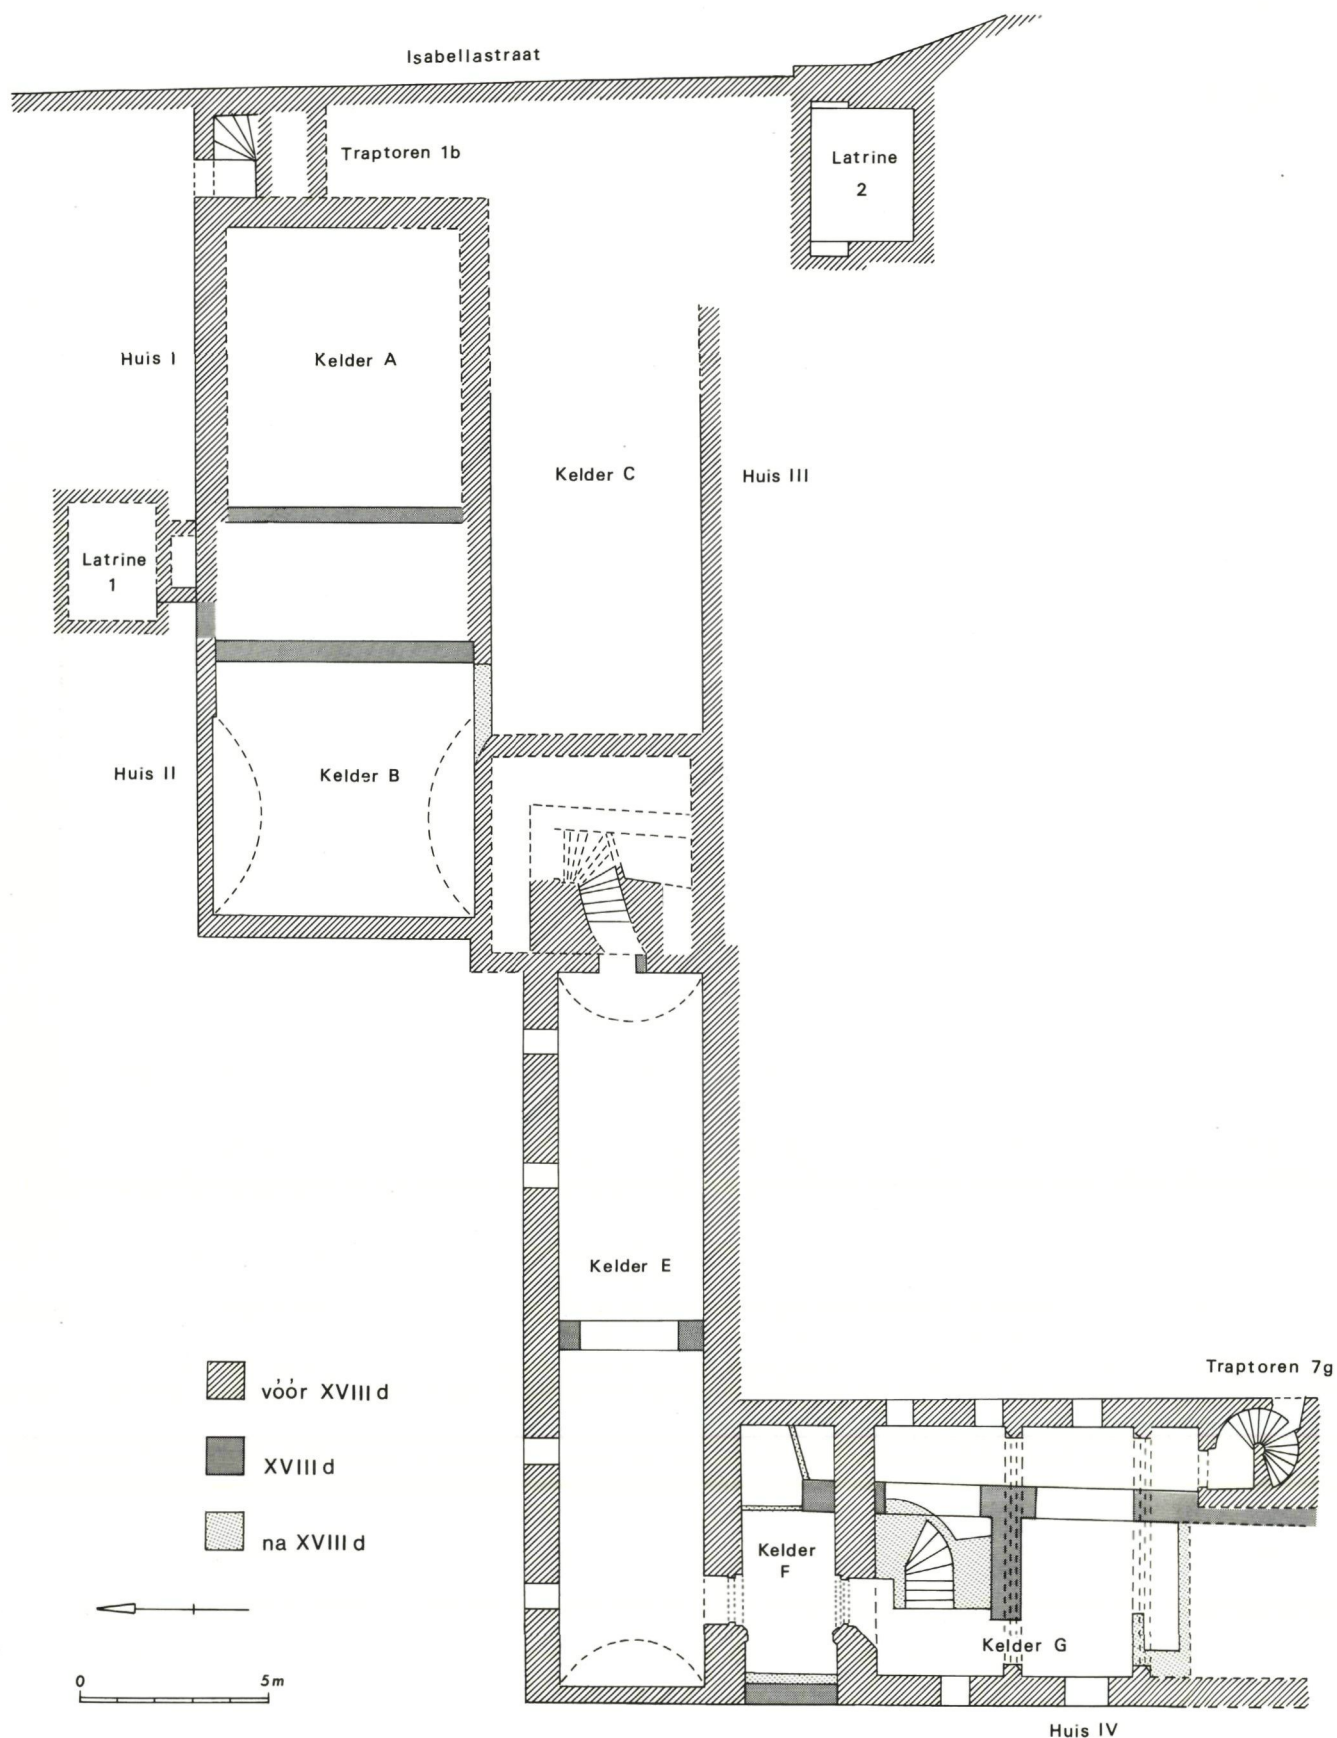 Isabellastraat
Traptoren 1b
Latrine
2
Huis I
Kelder A
Kelder C
Huis III
Latrine
1
Huis II
Kelder B
Kelder E
Traptoren 7g
vóór XVIII d
XVIII d
na XVIII d
Kelder
F
Kelder G
0 5m
Huis IV